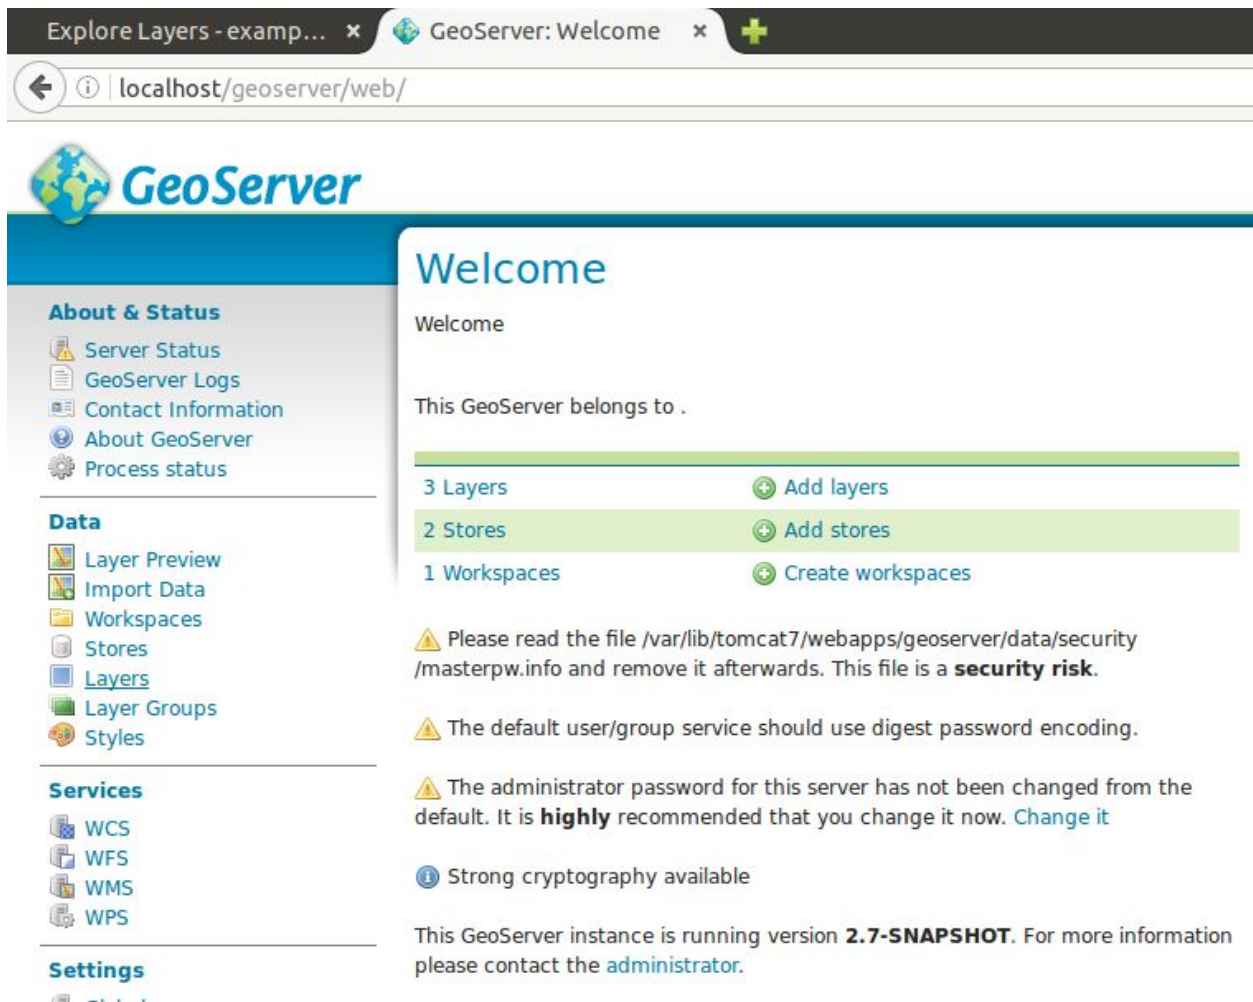 Explore Layers - examp... ×
GeoServer: Welcome ×
localhost/geoserver/web/
GeoServer
Welcome
Welcome
This GeoServer belongs to .
3 Layers Add layers
2 Stores Add stores
1 Workspaces Create workspaces
Please read the file /var/lib/tomcat7/webapps/geoserver/data/security
/masterpw.info and remove it afterwards. This file is a security risk.
The default user/group service should use digest password encoding.
The administrator password for this server has not been changed from the
default. It is highly recommended that you change it now. Change it
Strong cryptography available
This GeoServer instance is running version 2.7-SNAPSHOT. For more information
please contact the administrator.
About & Status
Server Status
GeoServer Logs
Contact Information
About GeoServer
Process status
Data
Layer Preview
Import Data
Workspaces
Stores
Layers
Layer Groups
Styles
Services
WCS
WFS
WMS
WPS
Settings